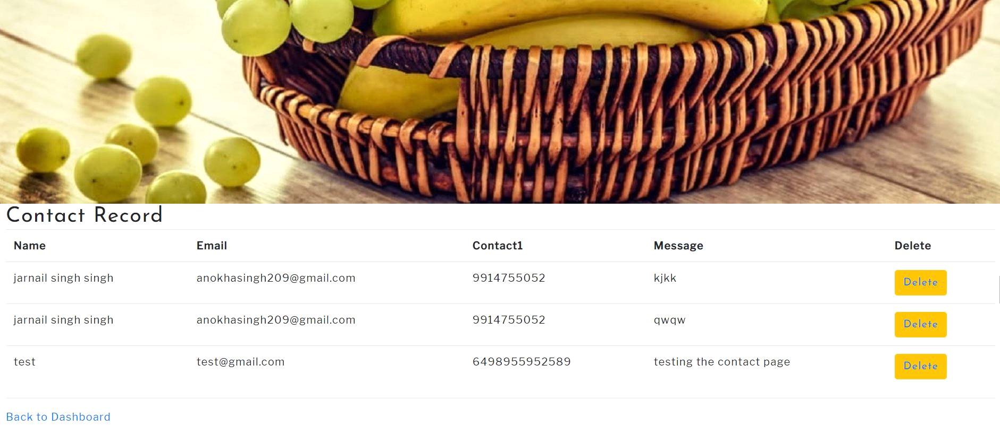 Contact Record
Name Email Contact1 Message Delete
jarnail singh singh anokhasingh209@gmail.com 9914755052 kjkk Delete
jarnail singh singh anokhasingh209@gmail.com 9914755052 qwqw Delete
test test@gmail.com 6498955952589 testing the contact page Delete
Back to Dashboard